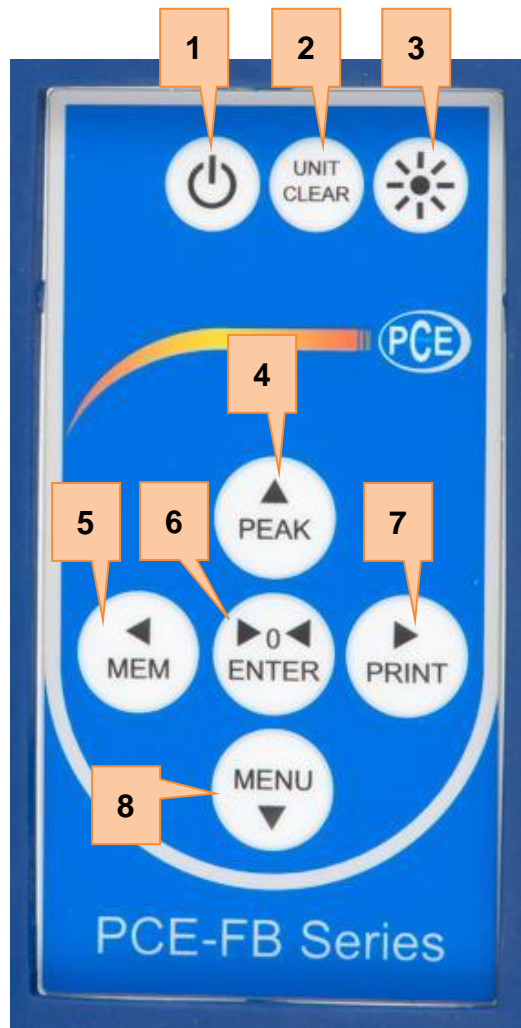 1 2 3
UNIT
CLEAR
PCE
4
PEAK
5 6 7
MEM
0
ENTER
PRINT
MENU
8
PCE-FB Series